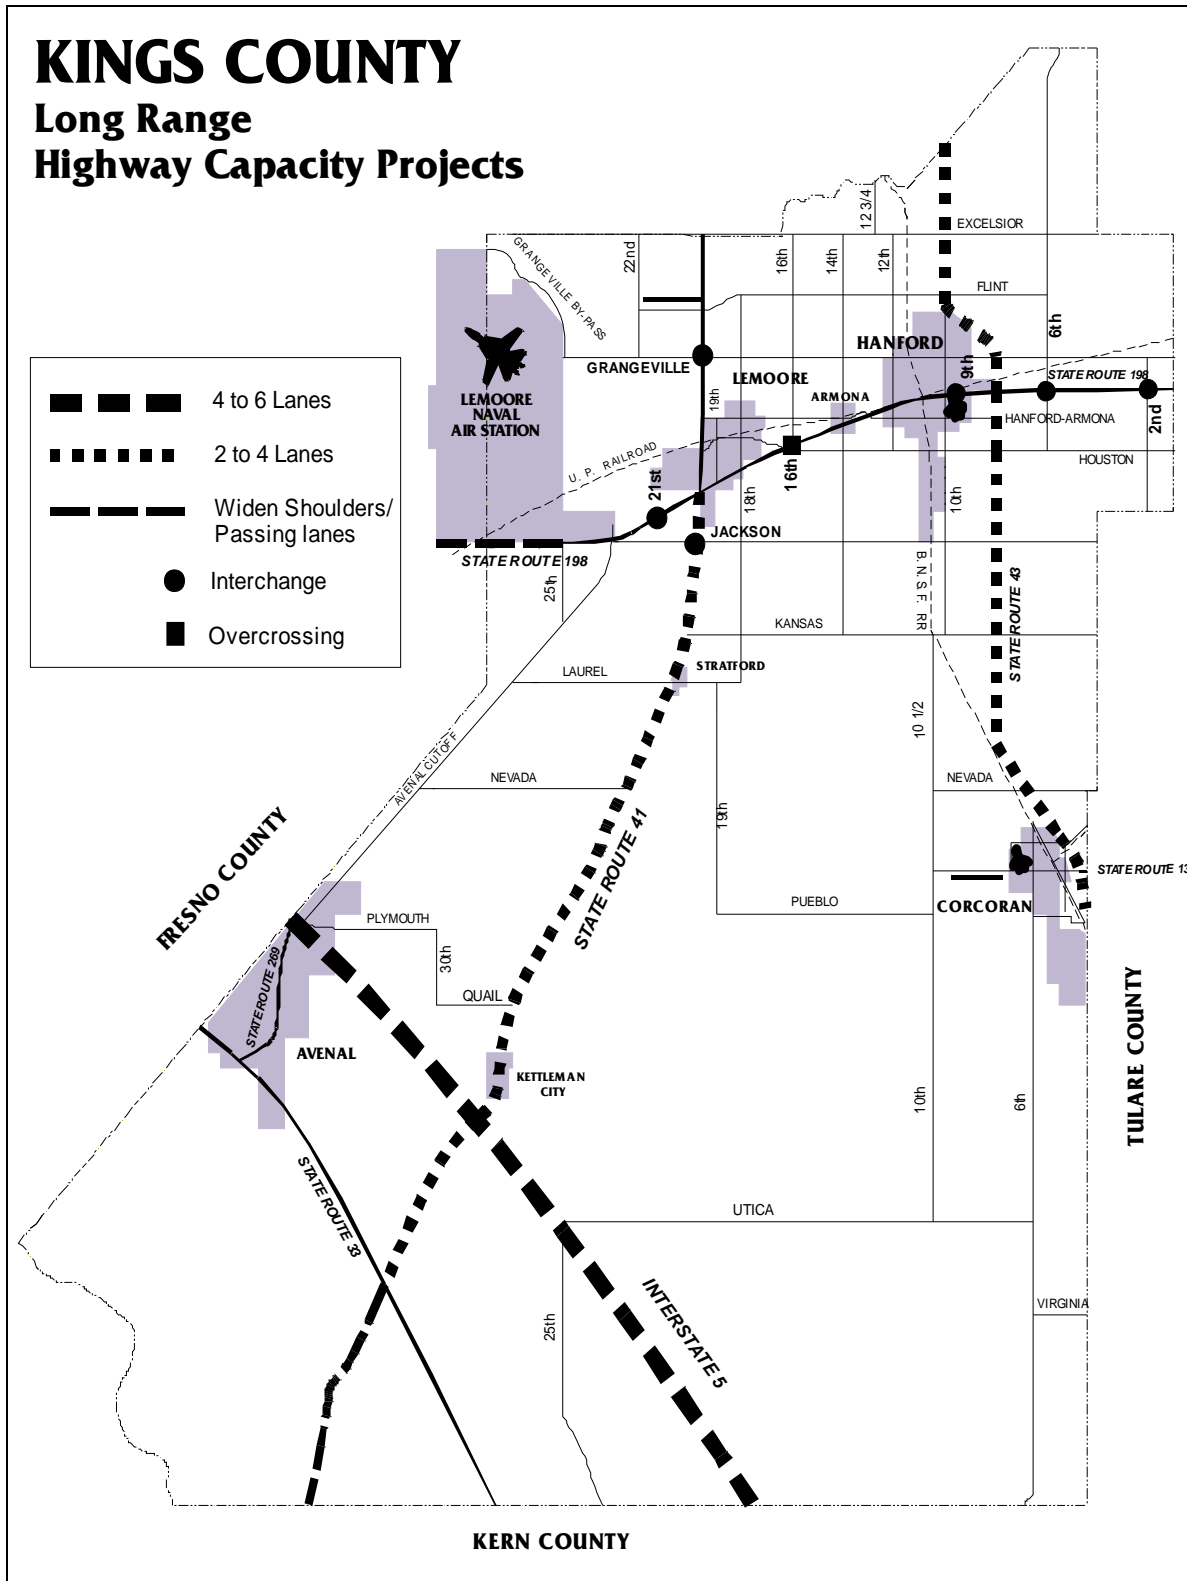 KINGS COUNTY
Long Range
Highway Capacity Projects
4 to 6 Lanes
2 to 4 Lanes
Widen Shoulders/
Passing lanes
Interchange
Overcrossing
12 3/4
EXCELSIOR
GRANGEVILLE BY-PASS
22nd
16th
14th
12th
FLINT
6th
HANFORD
GRANGEVILLE
LEMOORE
9th
STATE ROUTE 198
ARMONA
19th
LEMOORE
NAVAL
AIR STATION
HANFORD-ARMONA
2nd
U. P. RAILROAD
HOUSTON
21st
18th
16th
10th
JACKSON
STATE ROUTE 198
25th
B.N.S.F. RR
STATE ROUTE 43
KANSAS
STRATFORD
LAUREL
10 1/2
AVENAL CUTOFF
NEVADA
NEVADA
19th
STATE ROUTE 41
FRESNO COUNTY
STATE ROUTE 13
PUEBLO
CORCORAN
PLYMOUTH
30th
STATE ROUTE 269
QUAIL
AVENAL
KETTLEMAN
CITY
10th
6th
TULARE COUNTY
STATE ROUTE 33
UTICA
INTERSTATE 5
25th
VIRGINIA
KERN COUNTY